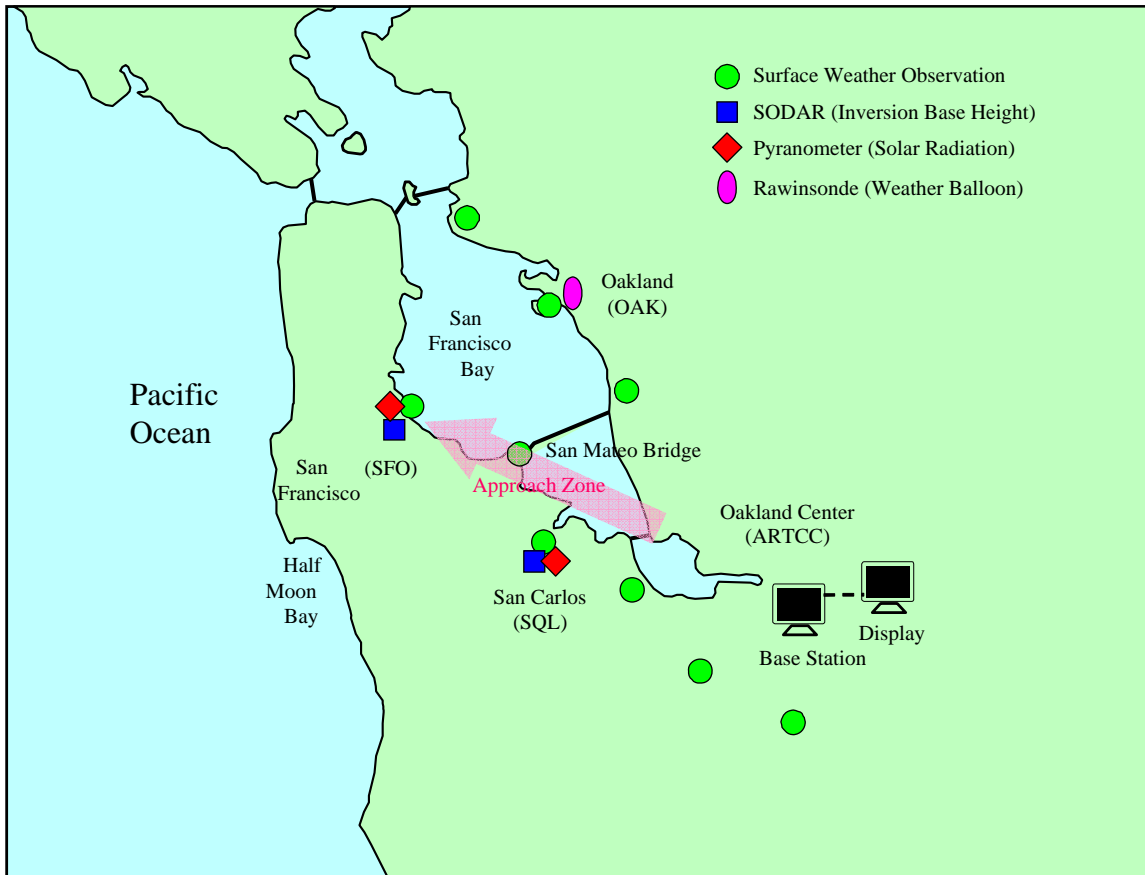 Surface Weather Observation
SODAR (Inversion Base Height)
Pyranometer (Solar Radiation)
Rawinsonde (Weather Balloon)
Oakland
(OAK)
San
Francisco
Bay
Pacific
Ocean
San Mateo Bridge
San
Francisco
(SFO)
Approach Zone
Oakland Center
(ARTCC)
Half
Moon
Bay
San Carlos
(SQL)
Display
Base Station